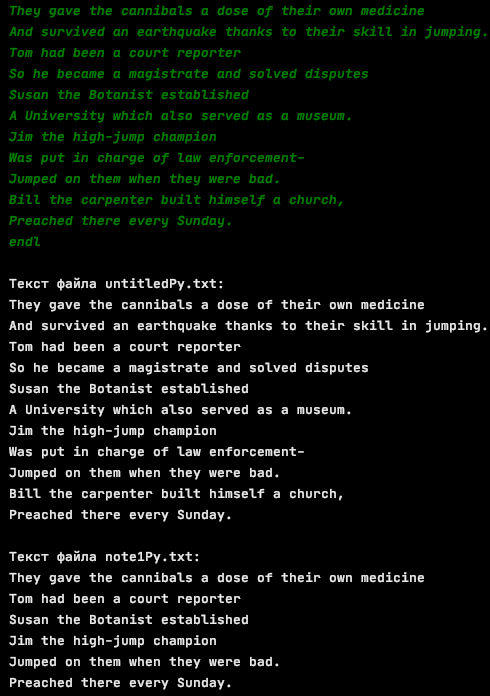 They gave the cannibals a dose of their own medicine
And survived an earthquake thanks to their skill in jumping.
Tom had been a court reporter
So he became a magistrate and solved disputes
Susan the Botanist established
A University which also served as a museum.
Jim the high-jump champion
Was put in charge of law enforcement-
Jumped on them when they were bad.
Bill the carpenter built himself a church,
Preached there every Sunday.
endl

Текст файла untitledPy.txt:
They gave the cannibals a dose of their own medicine
And survived an earthquake thanks to their skill in jumping.
Tom had been a court reporter
So he became a magistrate and solved disputes
Susan the Botanist established
A University which also served as a museum.
Jim the high-jump champion
Was put in charge of law enforcement-
Jumped on them when they were bad.
Bill the carpenter built himself a church,
Preached there every Sunday.

Текст файла note1Py.txt:
They gave the cannibals a dose of their own medicine
Tom had been a court reporter
Susan the Botanist established
Jim the high-jump champion
Jumped on them when they were bad.
Preached there every Sunday.